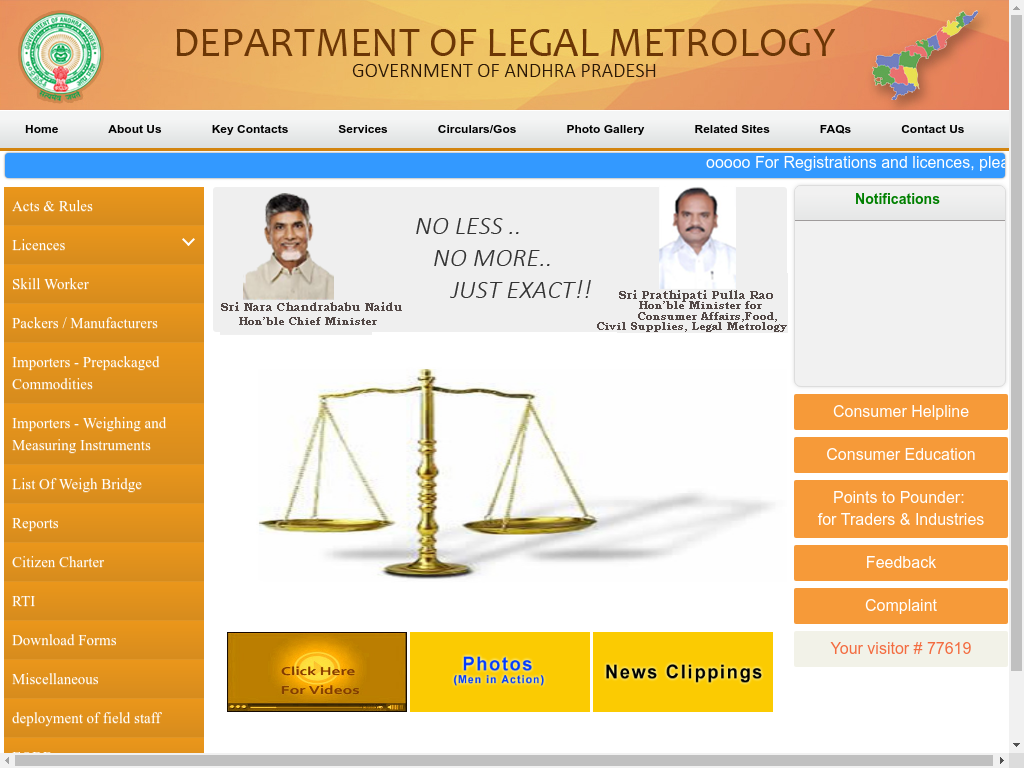 DEPARTMENT OF LEGAL METROLOGY
GOVERNMENT OF ANDHRA PRADESH
Home About Us Key Contacts Services Circulars/Gos Photo Gallery Related Sites FAQs Contact Us
ooooo For Registrations and licences, plea
Acts & Rules
Licences
Skill Worker
Packers / Manufacturers
Importers - Prepackaged
Commodities
Importers - Weighing and
Measuring Instruments
List Of Weigh Bridge
Reports
Citizen Charter
RTI
Download Forms
Miscellaneous
deployment of field staff
NO LESS ..
NO MORE..
JUST EXACT!!
Sri Nara Chandrababu Naidu
Hon'ble Chief Minister
Sri Prathipati Pulla Rao
Hon'ble Minister for
Consumer Affairs,Food,
Civil Supplies, Legal Metrology
Click Here
For Videos
Photos
(Men in Action)
News Clippings
Notifications
Consumer Helpline
Consumer Education
Points to Pounder:
for Traders & Industries
Feedback
Complaint
Your visitor # 77619